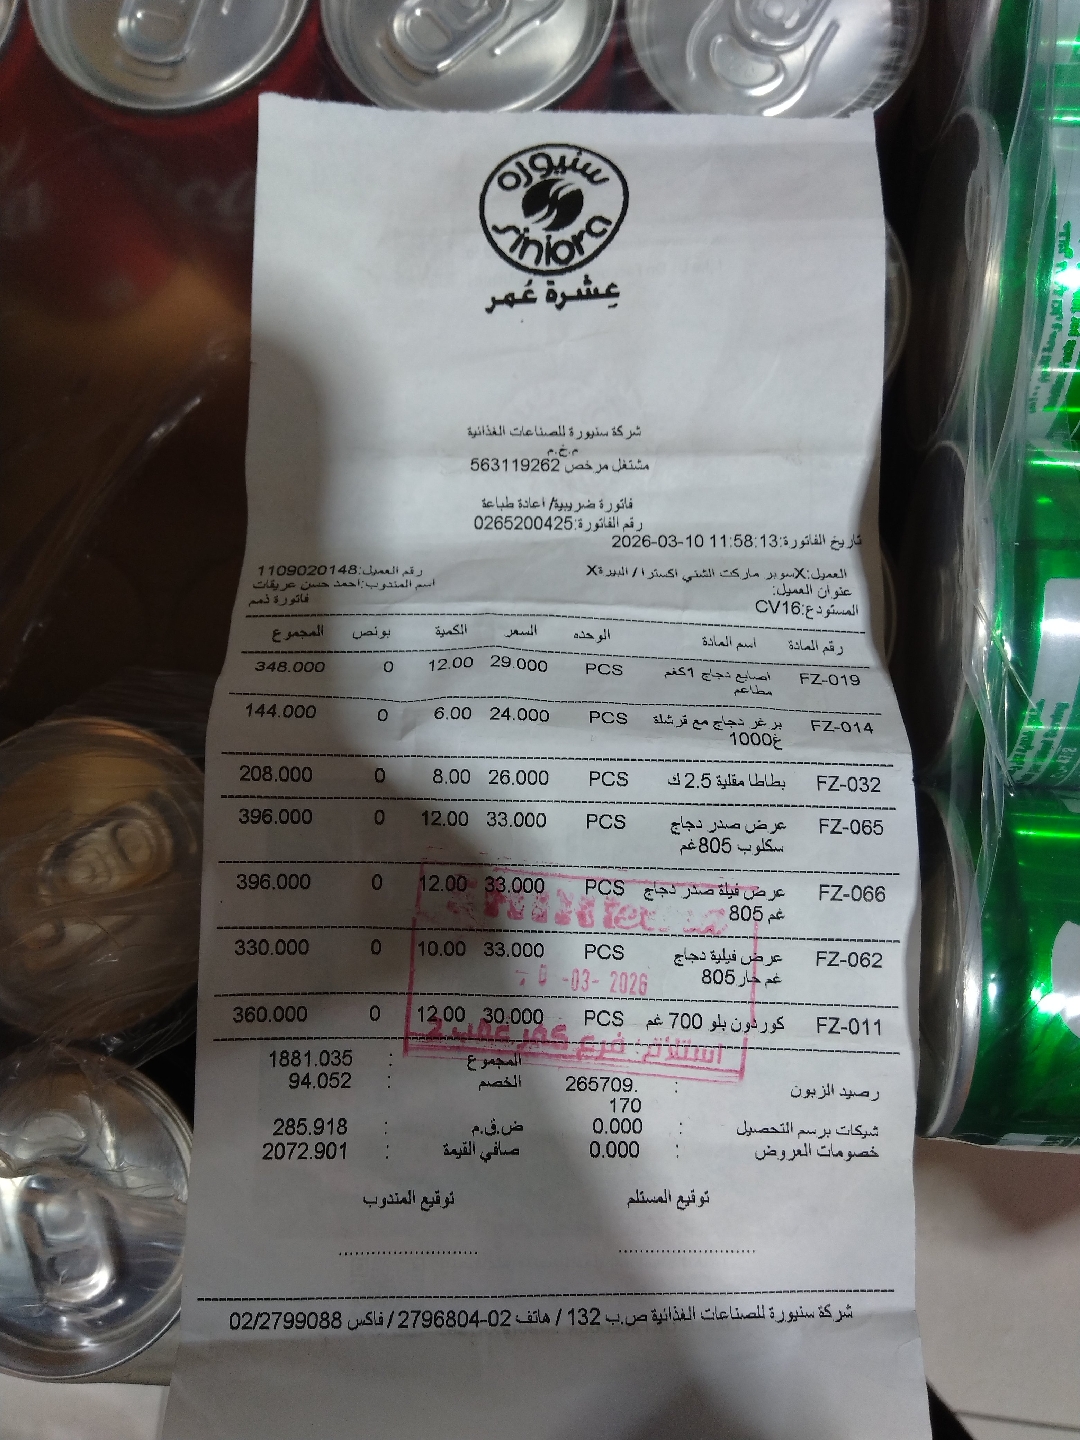 سنيورة
siniora
عِشرة عُمر
شركة سنيورة للصناعات الغذائية
م.خ.م
مشتغل مرخص 563119262
فاتورة ضريبية/ اعادة طباعة
رقم الفاتورة:0265200425
تاريخ الفاتورة:13:58:11 10-03-2026
العميل:Xسوبر ماركت الشني اكسترا / البيرةX رقم العميل:1109020148
عنوان العميل: اسم المندوب:احمد حسن عريقات
المستودع:CV16 فاتورة ذمم
رقم المادة اسم المادة الوحده السعر الكمية بونص المجموع
FZ-019 اصابع دجاج 1كغم PCS 29.000 12.00 0 348.000
مطاعم
FZ-014 برغر دجاج مع قرشلة PCS 24.000 6.00 0 144.000
1000غ
FZ-032 بطاطا مقلية 2.5 ك PCS 26.000 8.00 0 208.000
FZ-065 عرض صدر دجاج PCS 33.000 12.00 0 396.000
سكلوب 805غم
FZ-066 عرض فيلة صدر دجاج PCS 33.000 12.00 0 396.000
805 غم
FZ-062 عرض فيلية دجاج PCS 33.000 10.00 0 330.000
حار805 غم
FZ-011 كوردون بلو 700 غم PCS 30.000 12.00 0 360.000
-03- 2026
استلام: فرع كفر عقب 2
المجموع : 1881.035
رصيد الزبون : 265709.170 الخصم : 94.052
شيكات برسم التحصيل : 0.000 ض.ق.م : 285.918
خصومات العروض : 0.000 صافي القيمة : 2072.901
توقيع المستلم توقيع المندوب
شركة سنيورة للصناعات الغذائية ص.ب 132 / هاتف 02-2796804 / فاكس 02/2799088